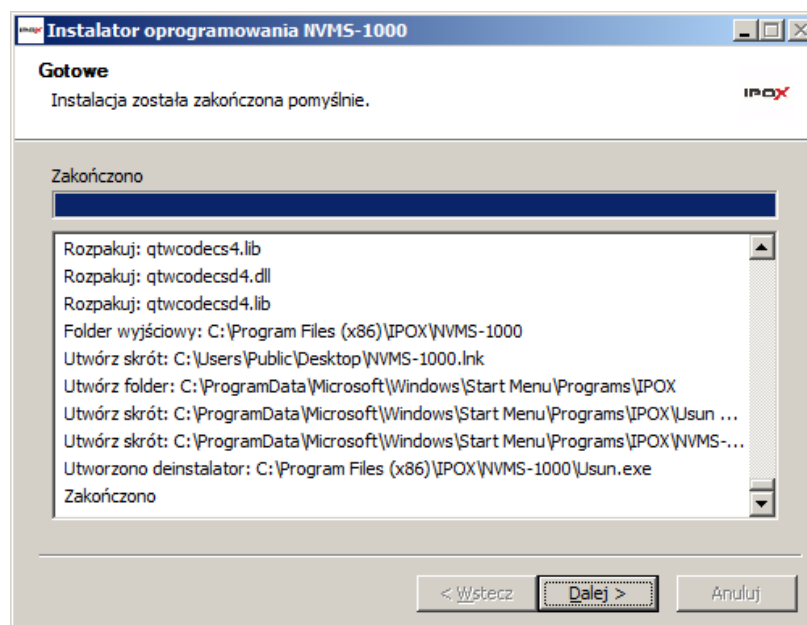 IPOX Instalator oprogramowania NVMS-1000
Gotowe
Instalacja została zakończona pomyślnie.
IPOX
Zakończono
Rozpakuj: qtwcodecs4.lib
Rozpakuj: qtwcodecsd4.dll
Rozpakuj: qtwcodecsd4.lib
Folder wyjściowy: C:\Program Files (x86)\IPOX\NVMS-1000
Utwórz skrót: C:\Users\Public\Desktop\NVMS-1000.lnk
Utwórz folder: C:\ProgramData\Microsoft\Windows\Start Menu\Programs\IPOX
Utwórz skrót: C:\ProgramData\Microsoft\Windows\Start Menu\Programs\IPOX\Usun ...
Utwórz skrót: C:\ProgramData\Microsoft\Windows\Start Menu\Programs\IPOX\NVMS-...
Utworzono deinstalator: C:\Program Files (x86)\IPOX\NVMS-1000\Usun.exe
Zakończono
< Wstecz Dalej > Anuluj